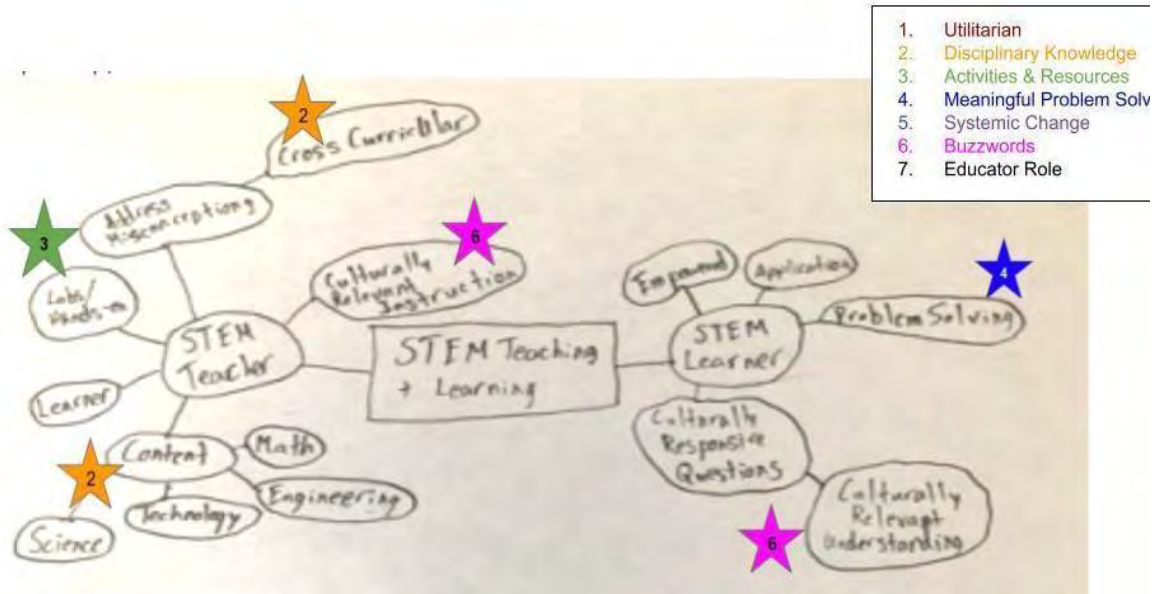 1. Utilitarian
2. Disciplinary Knowledge
3. Activities & Resources
4. Meaningful Problem Solv
5. Systemic Change
6. Buzzwords
7. Educator Role
2
Cross Curricular
Address
Misconceptions
3
Labs/
Hands-on
6
Culturally
Relevant
Instruction
STEM
Teacher
Learner
Content
Math
2
Engineering
Technology
Science
STEM Teaching
+ Learning
Empowered
Application
4
Problem Solving
STEM
Learner
Culturally
Responsive
Questions
Culturally
Relevant
Understanding
6